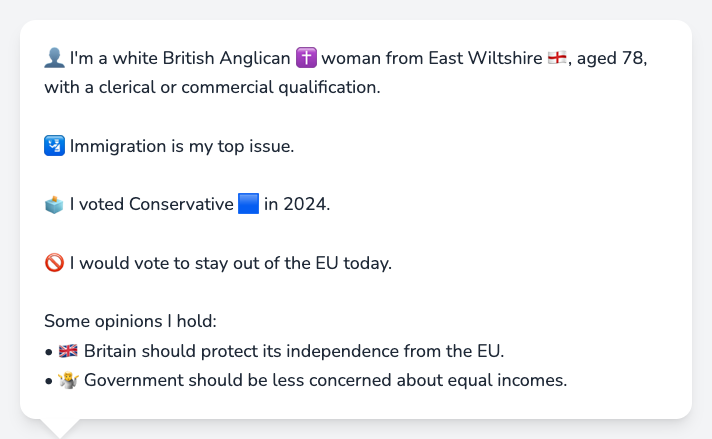 👤 I'm a white British Anglican ✝️ woman from East Wiltshire 🏴󠁧󠁢󠁥󠁮󠁧󠁿, aged 78,
with a clerical or commercial qualification.
🛂 Immigration is my top issue.
🗳️ I voted Conservative 🟦 in 2024.
🚫 I would vote to stay out of the EU today.
Some opinions I hold:
• 🇬🇧 Britain should protect its independence from the EU.
• 🤷 Government should be less concerned about equal incomes.